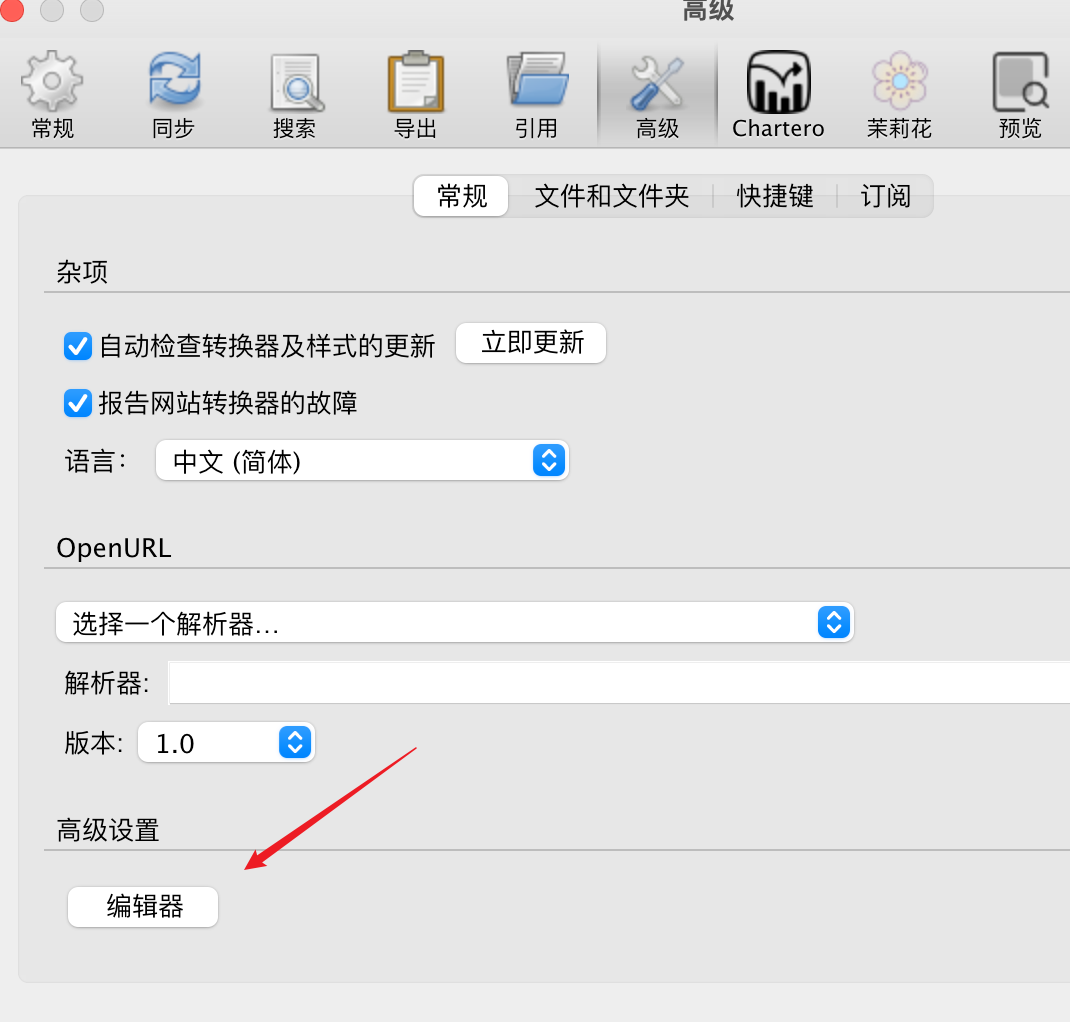 高级
常规 同步 搜索 导出 引用 高级 Chartero 茉莉花 预览
常规 文件和文件夹 快捷键 订阅
杂项
自动检查转换器及样式的更新 立即更新
报告网站转换器的故障
语言： 中文 (简体)
OpenURL
选择一个解析器...
解析器:
版本: 1.0
高级设置
编辑器